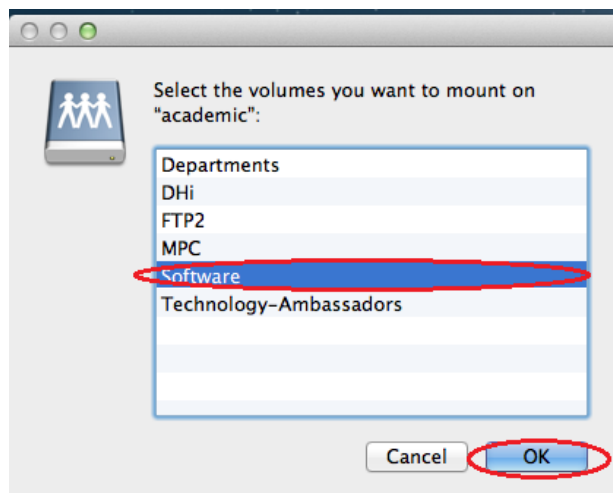 Select the volumes you want to mount on
“academic”:
Departments
DHi
FTP2
MPC
Software
Technology-Ambassadors
Cancel
OK